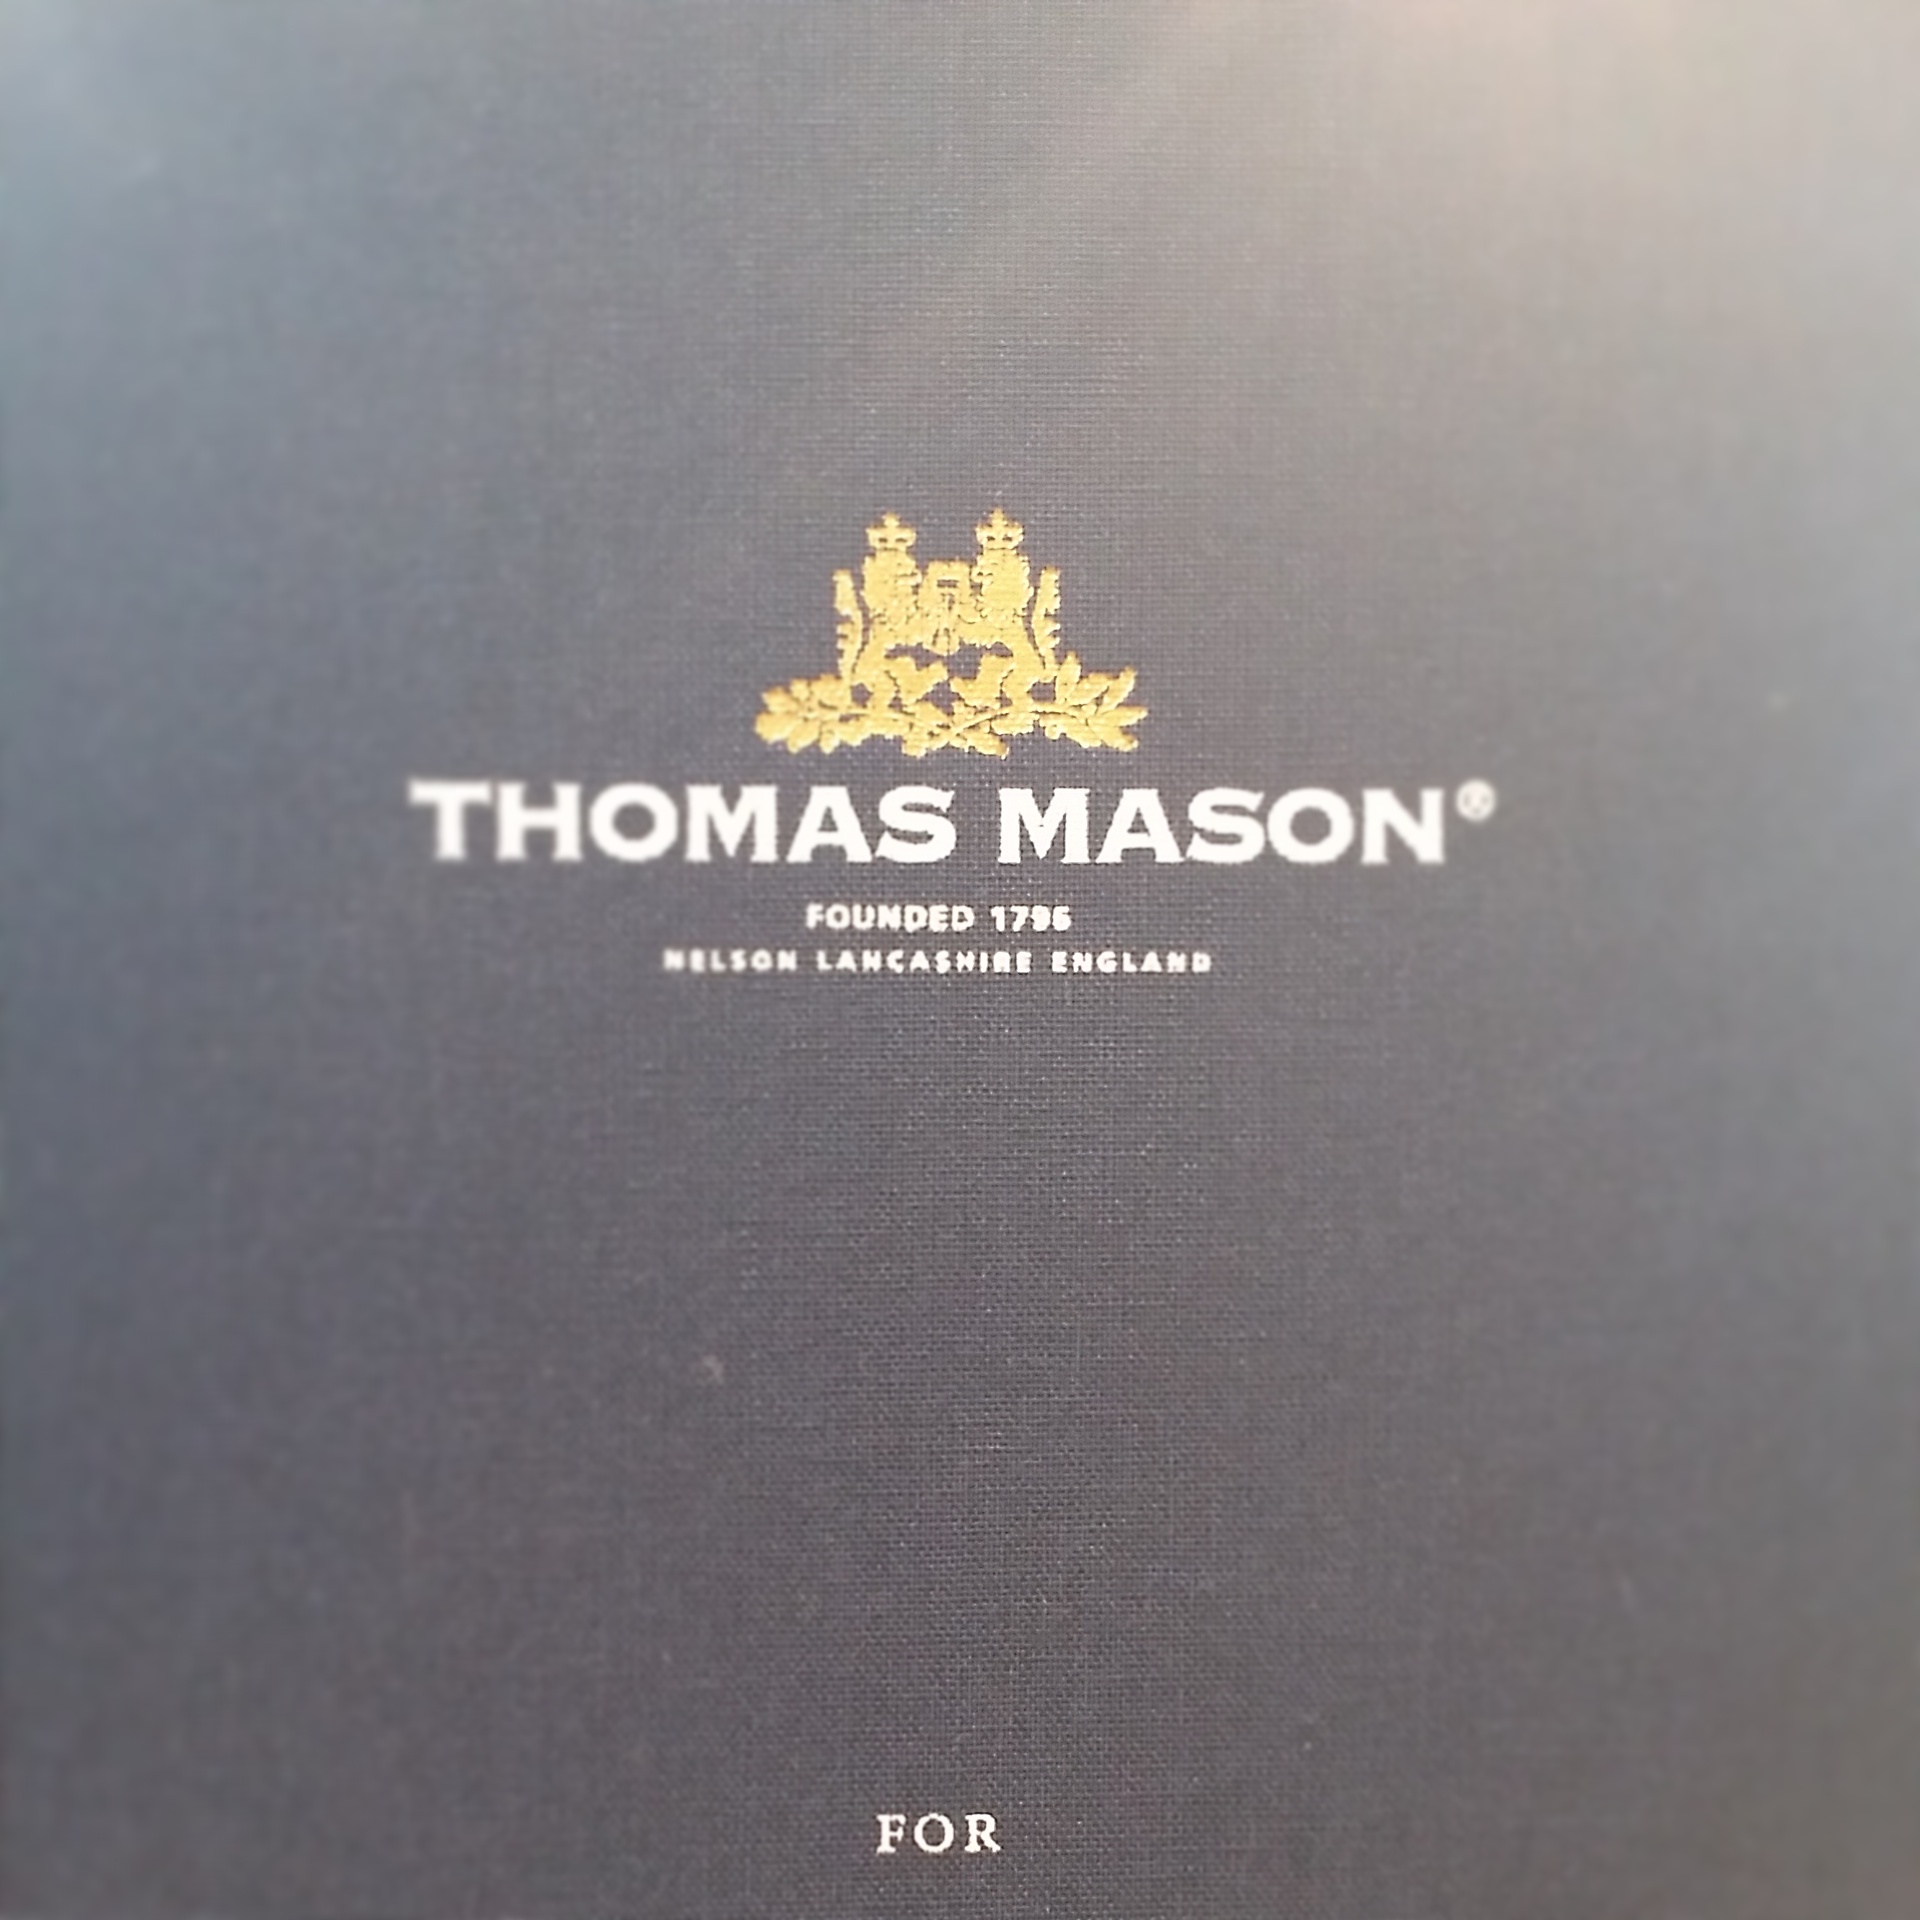 THOMAS MASON®
FOUNDED 1796
NELSON LANCASHIRE ENGLAND
FOR